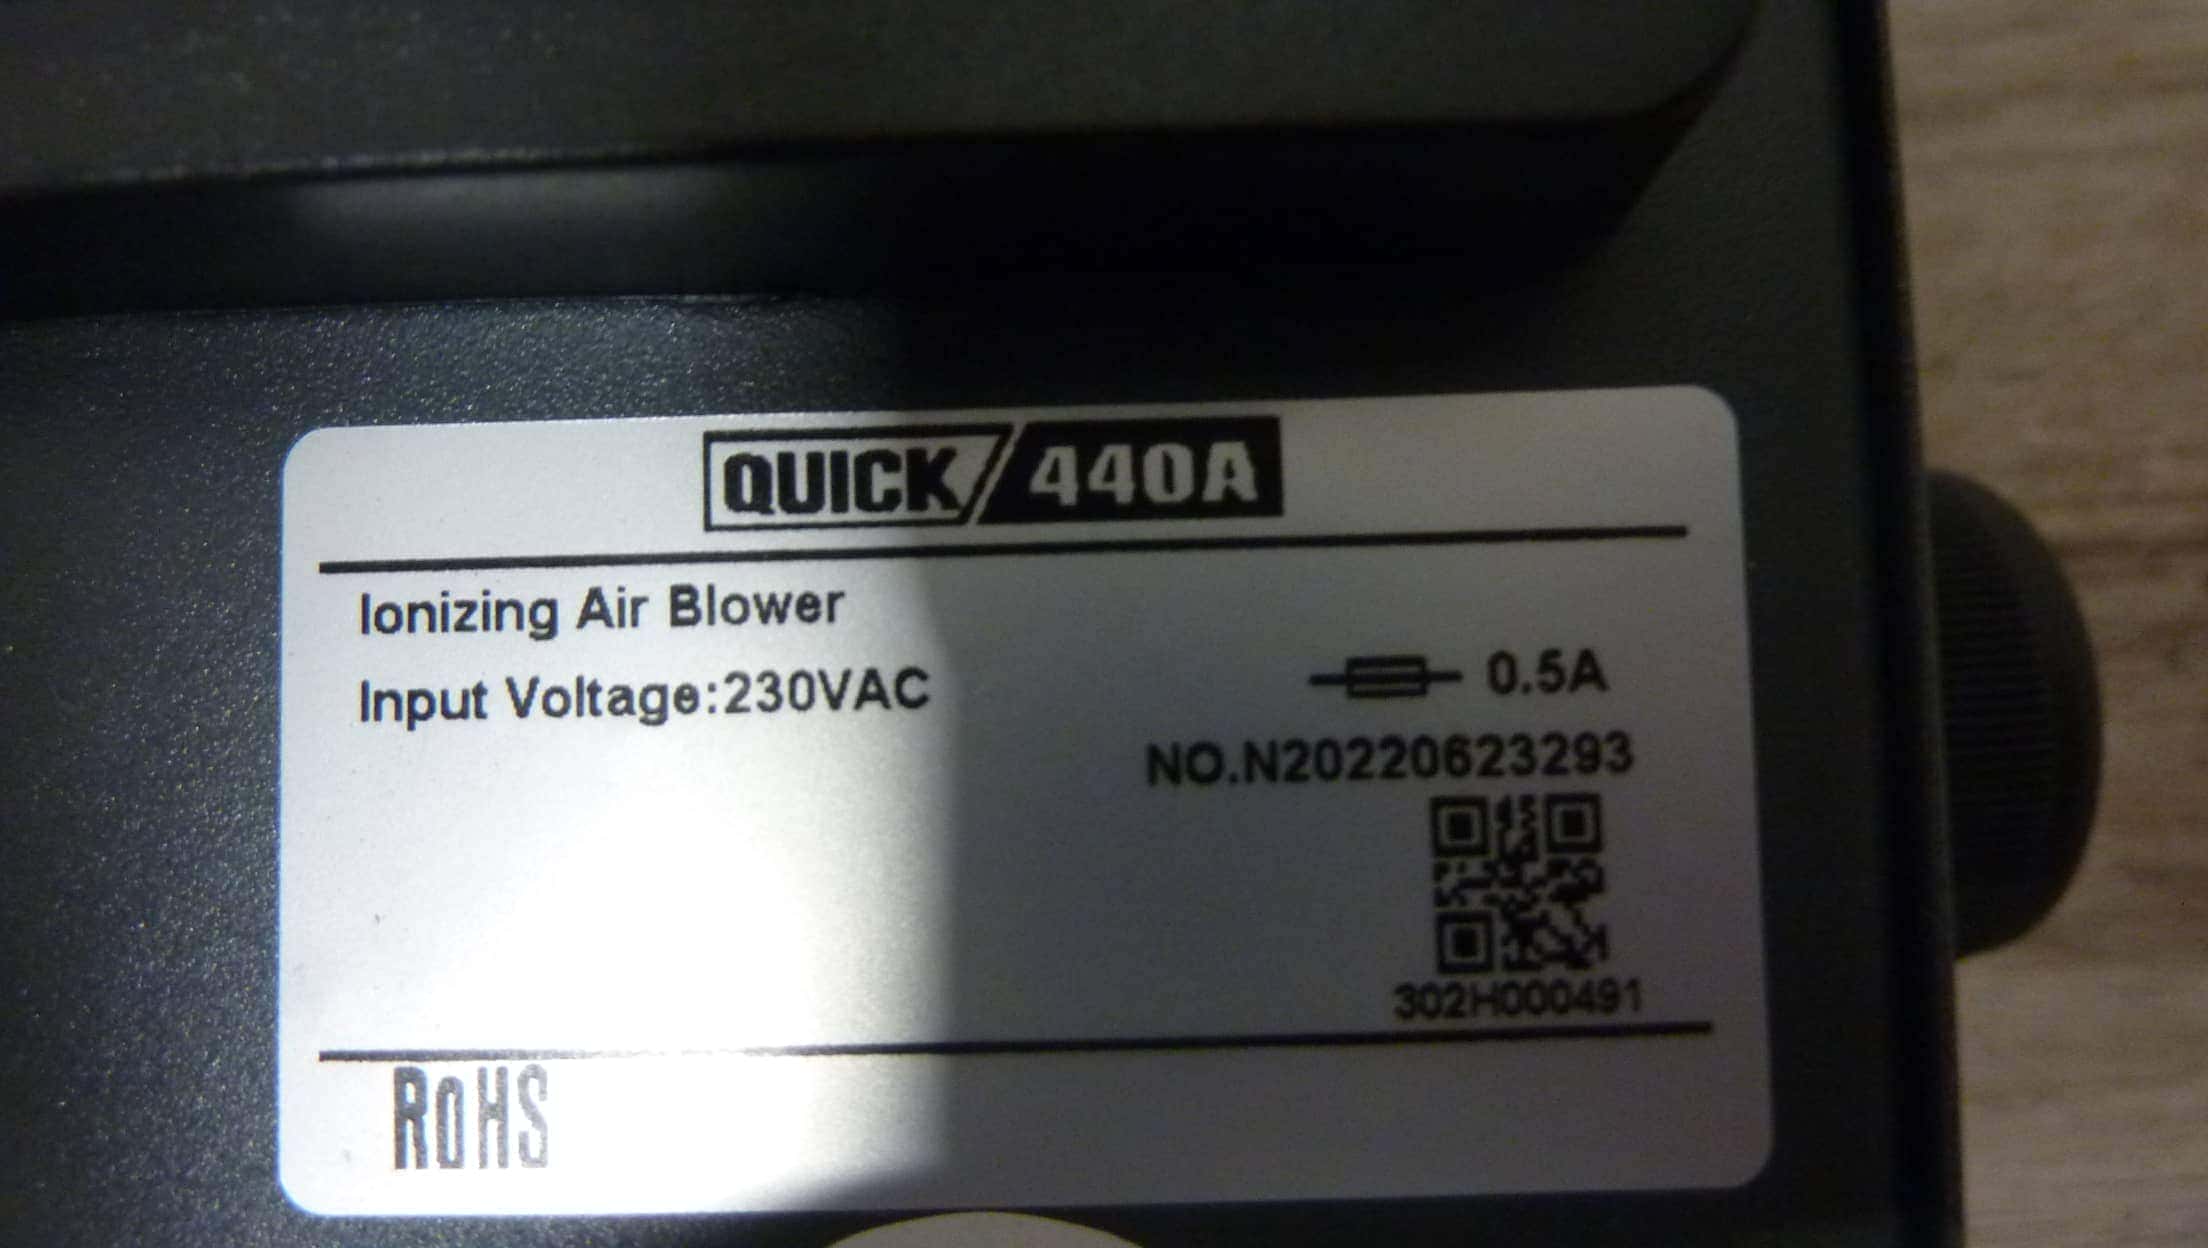 QUICK 440A
Ionizing Air Blower
Input Voltage:230VAC
0.5A
NO.N20220623293
302H000491
RoHS